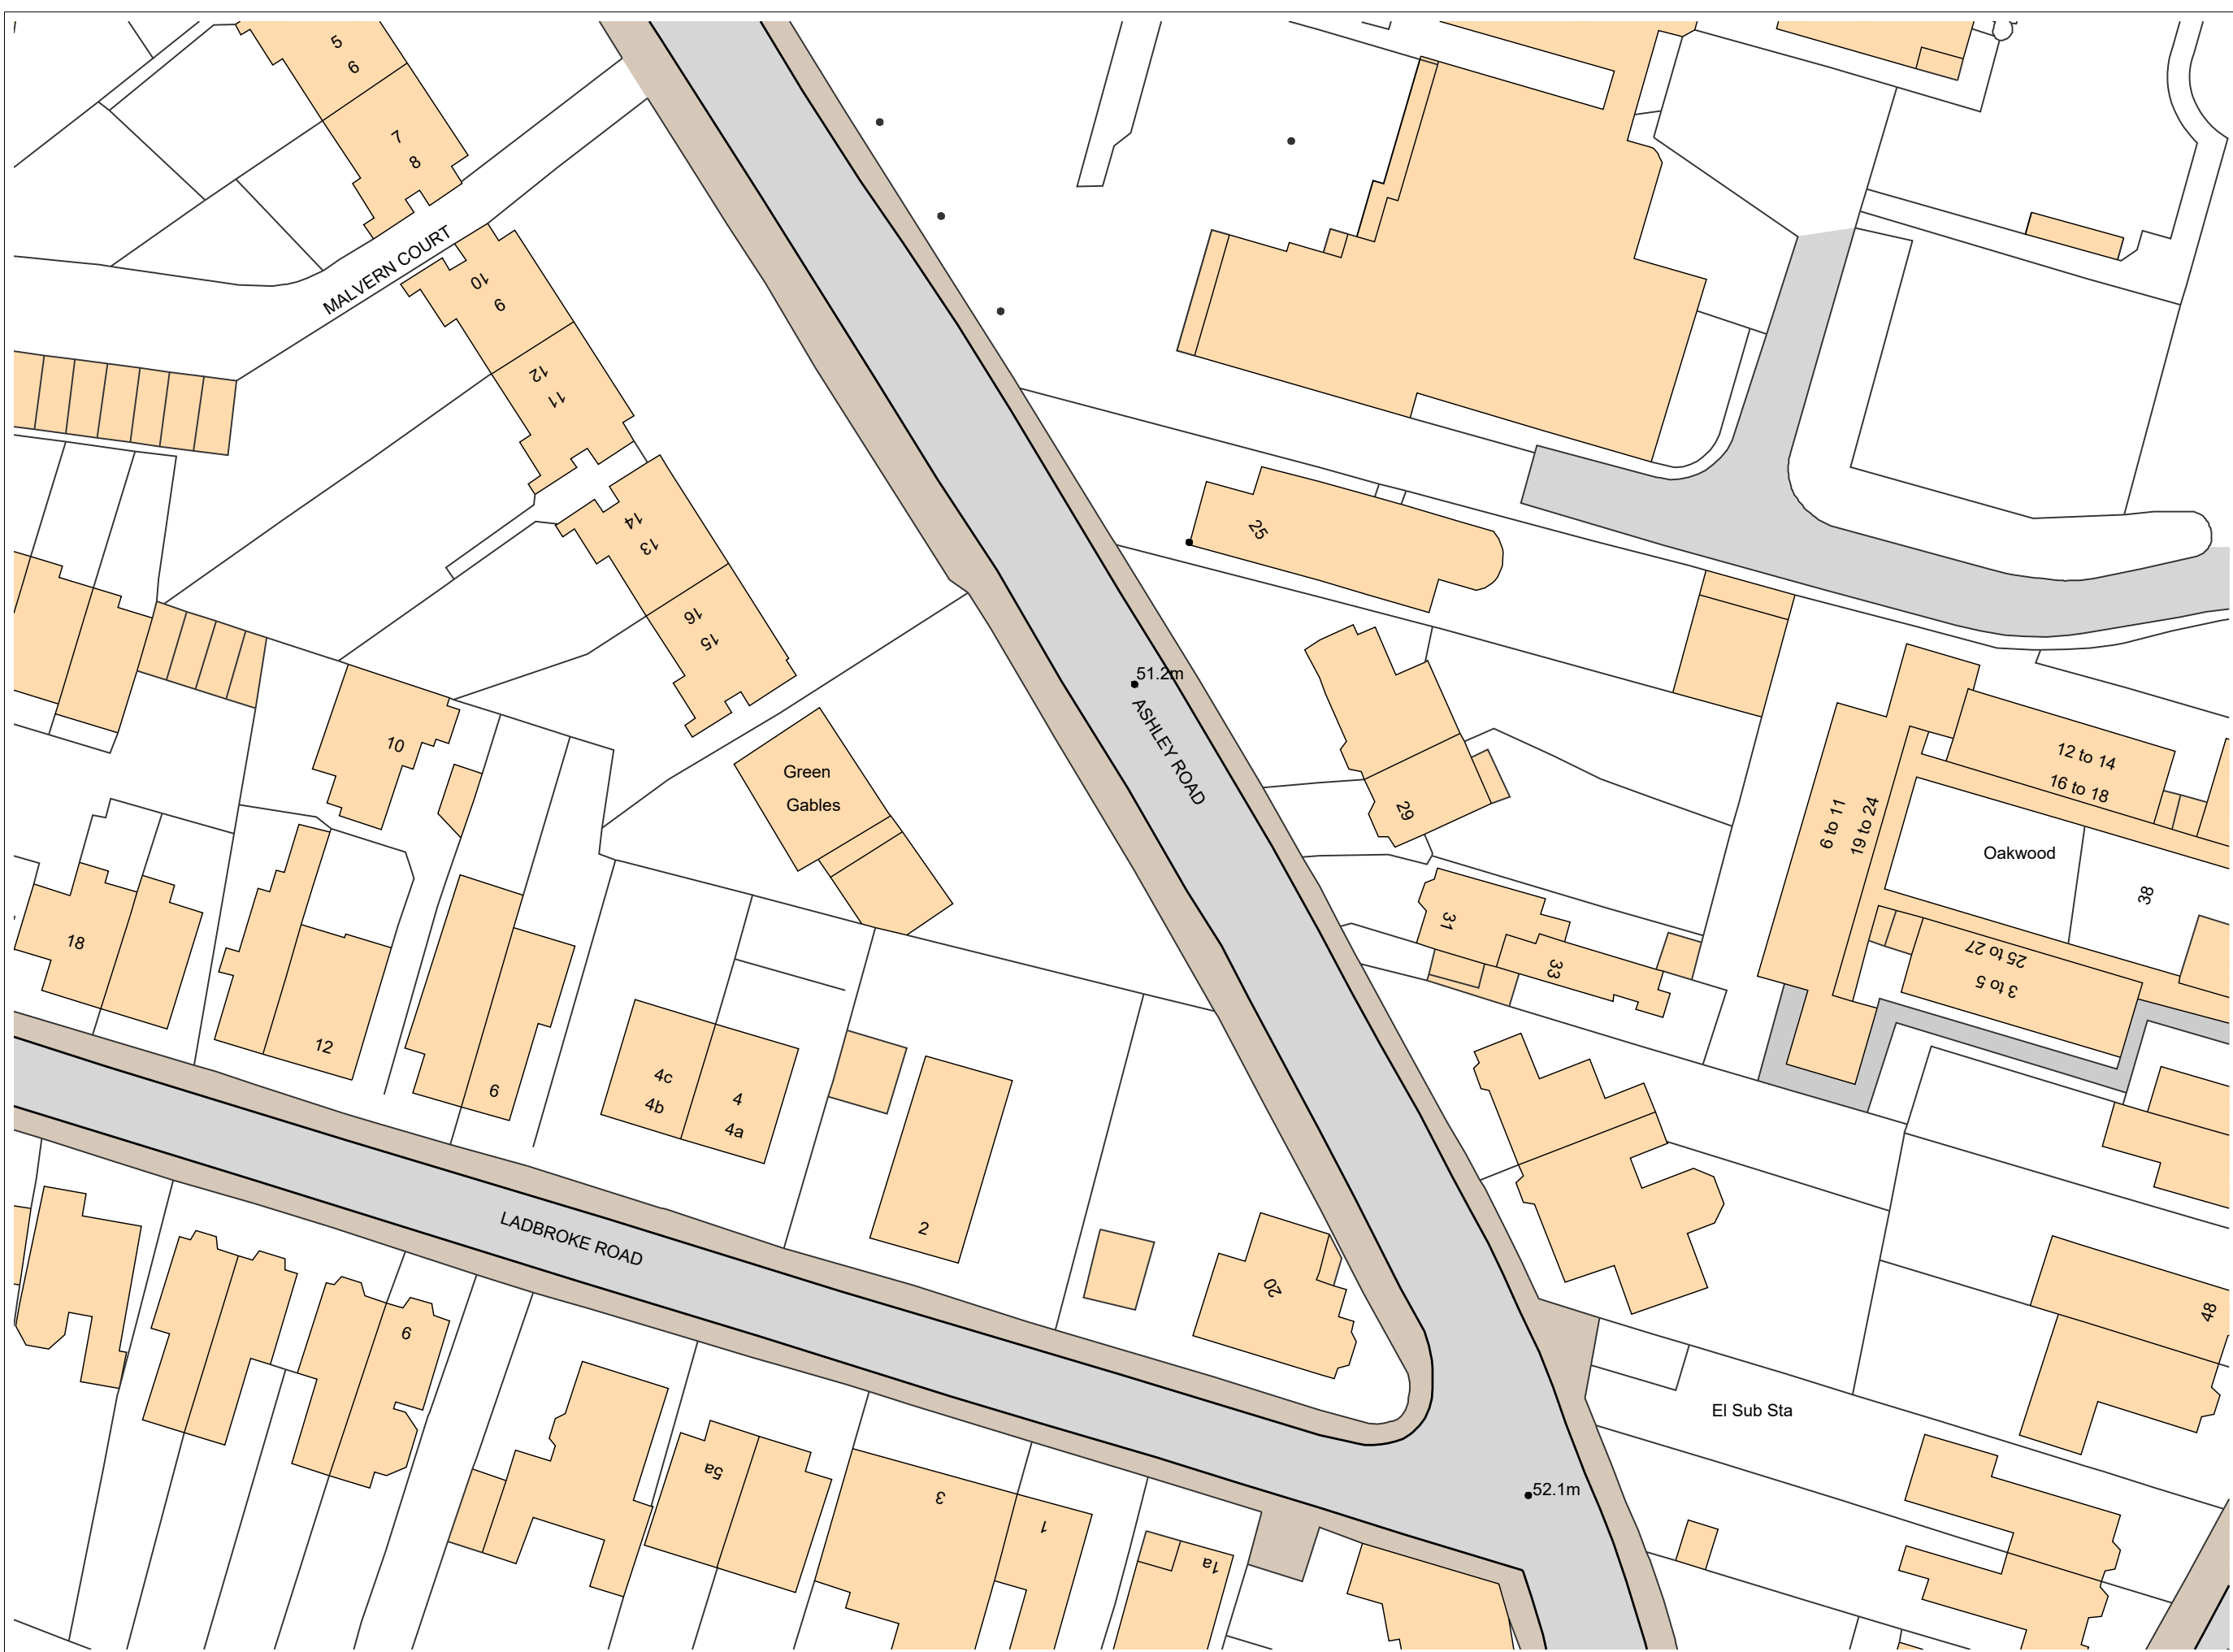 5
6
7
8
MALVERN COURT
10
9
12
11
14
13
16
15
25
51.2m
ASHLEY ROAD
10
Green
Gables
29
12 to 14
16 to 18
6 to 11
19 to 24
Oakwood
38
31
33
25 to 27
3 to 5
18
12
6
4c
4b
4
4a
2
LADBROKE ROAD
20
48
6
El Sub Sta
5a
3
1
1a
52.1m